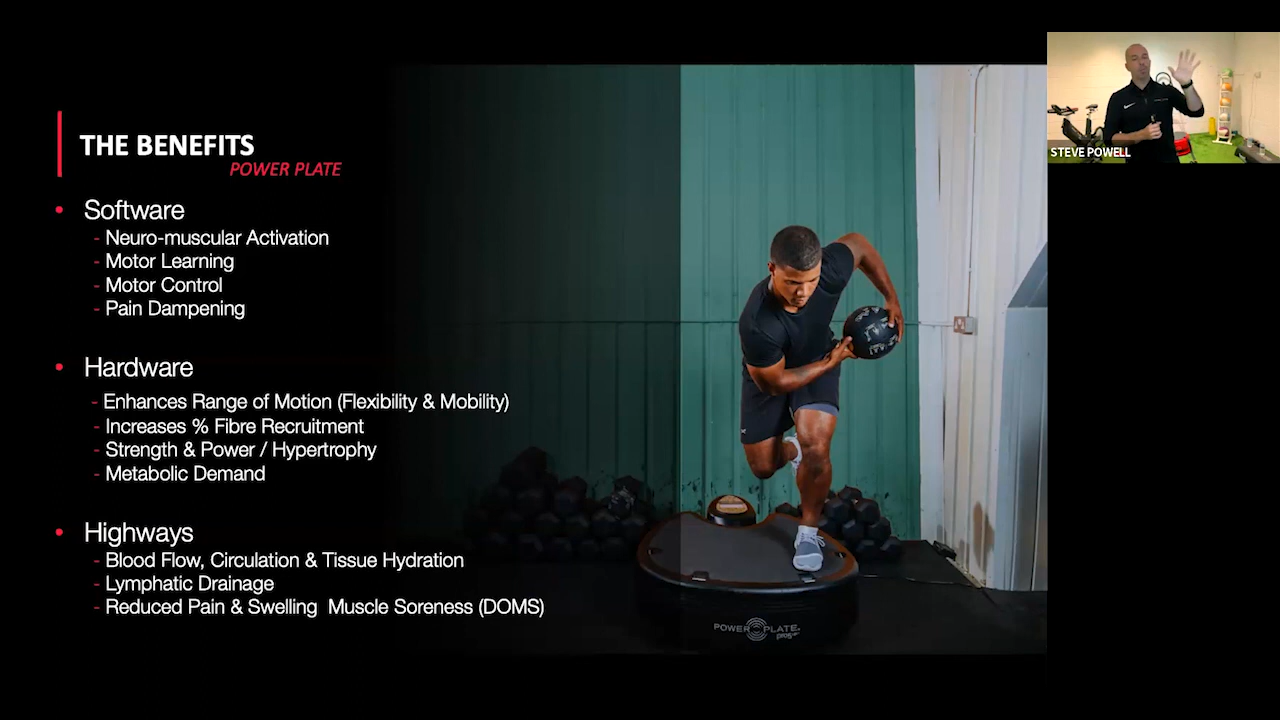 THE BENEFITS
POWER PLATE
• Software
- Neuro-muscular Activation
- Motor Learning
- Motor Control
- Pain Dampening
• Hardware
- Enhances Range of Motion (Flexibility & Mobility)
- Increases % Fibre Recruitment
- Strength & Power / Hypertrophy
- Metabolic Demand
• Highways
- Blood Flow, Circulation & Tissue Hydration
- Lymphatic Drainage
- Reduced Pain & Swelling  Muscle Soreness (DOMS)
STEVE POWELL
POWER PLATE